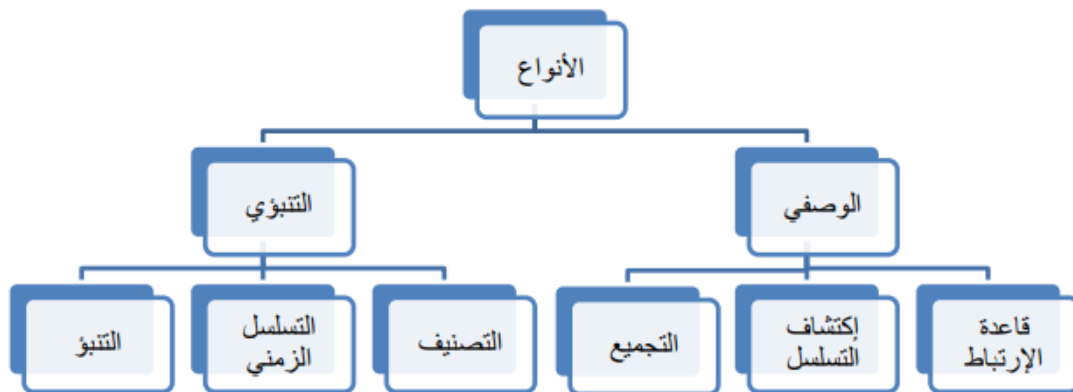 الأنواع
الوصفي
التنبؤي
قاعدة
الإرتباط
إكتشاف
التسلسل
التجميع
التصنيف
التسلسل
الزمني
التنبؤ